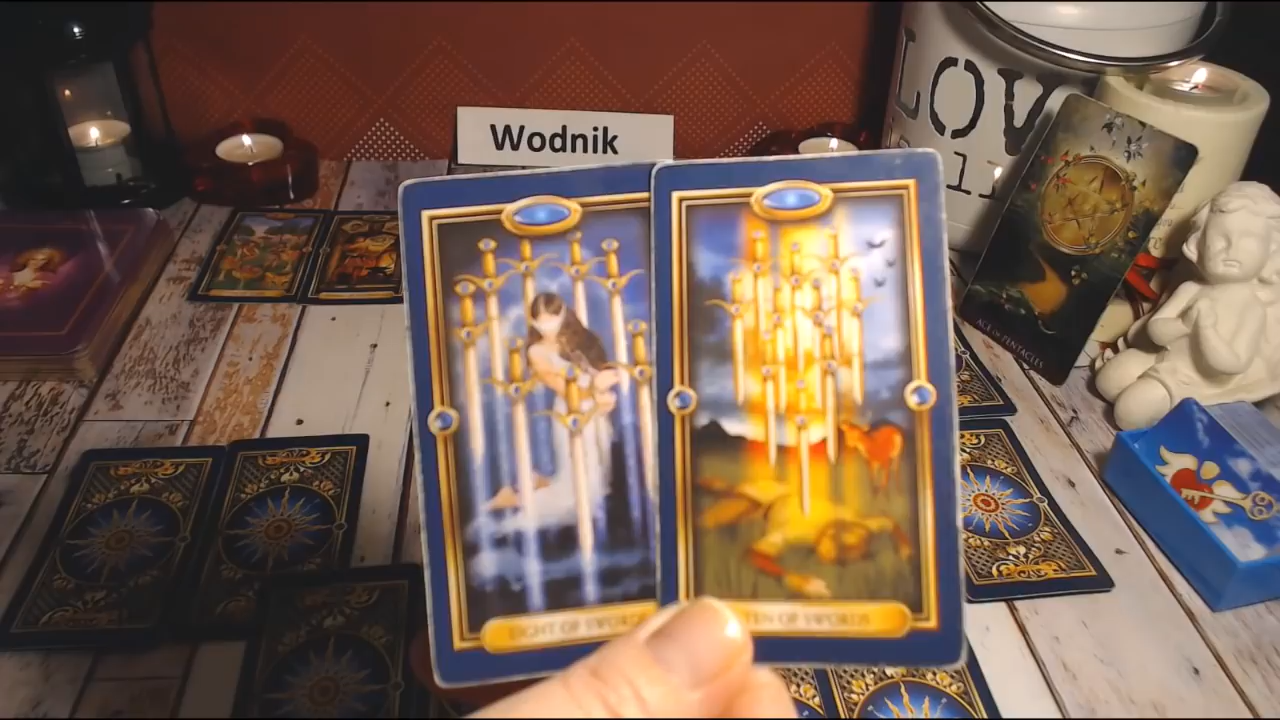 Wodnik
LOV
ACE OF PENTACLES
EIGHT OF SWORDS
TEN OF SWORDS